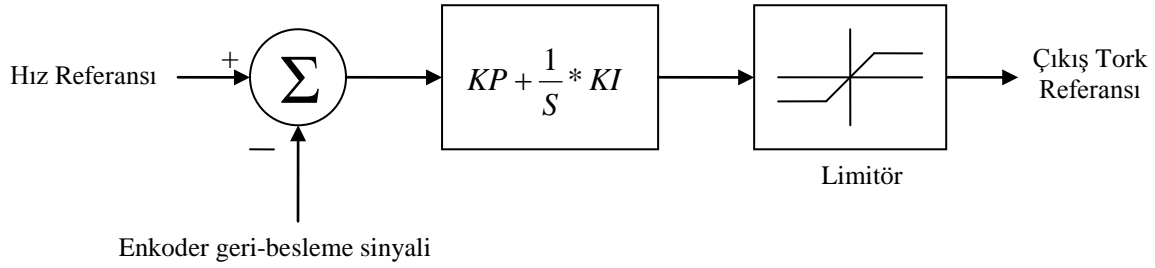 Hız Referansı
+
Σ
−
KP + 1/S * KI
Limitör
Çıkış Tork
Referansı
Enkoder geri-besleme sinyali